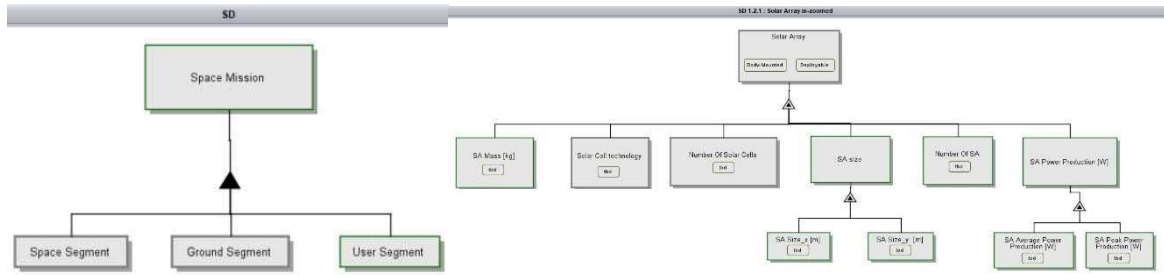 SD
Space Mission
Space Segment
Ground Segment
User Segment
SD 1.2.1 : Solar Array in-zoomed
Solar Array
Body-Mounted
Deployable
SA Mass [kg]
Solar Cell technology
Number Of Solar Cells
SA size
Number Of SA
SA Power Production [W]
SA Size_x [m]
SA Size_y [m]
SA Average Power
Production [W]
SA Peak Power
Production [W]